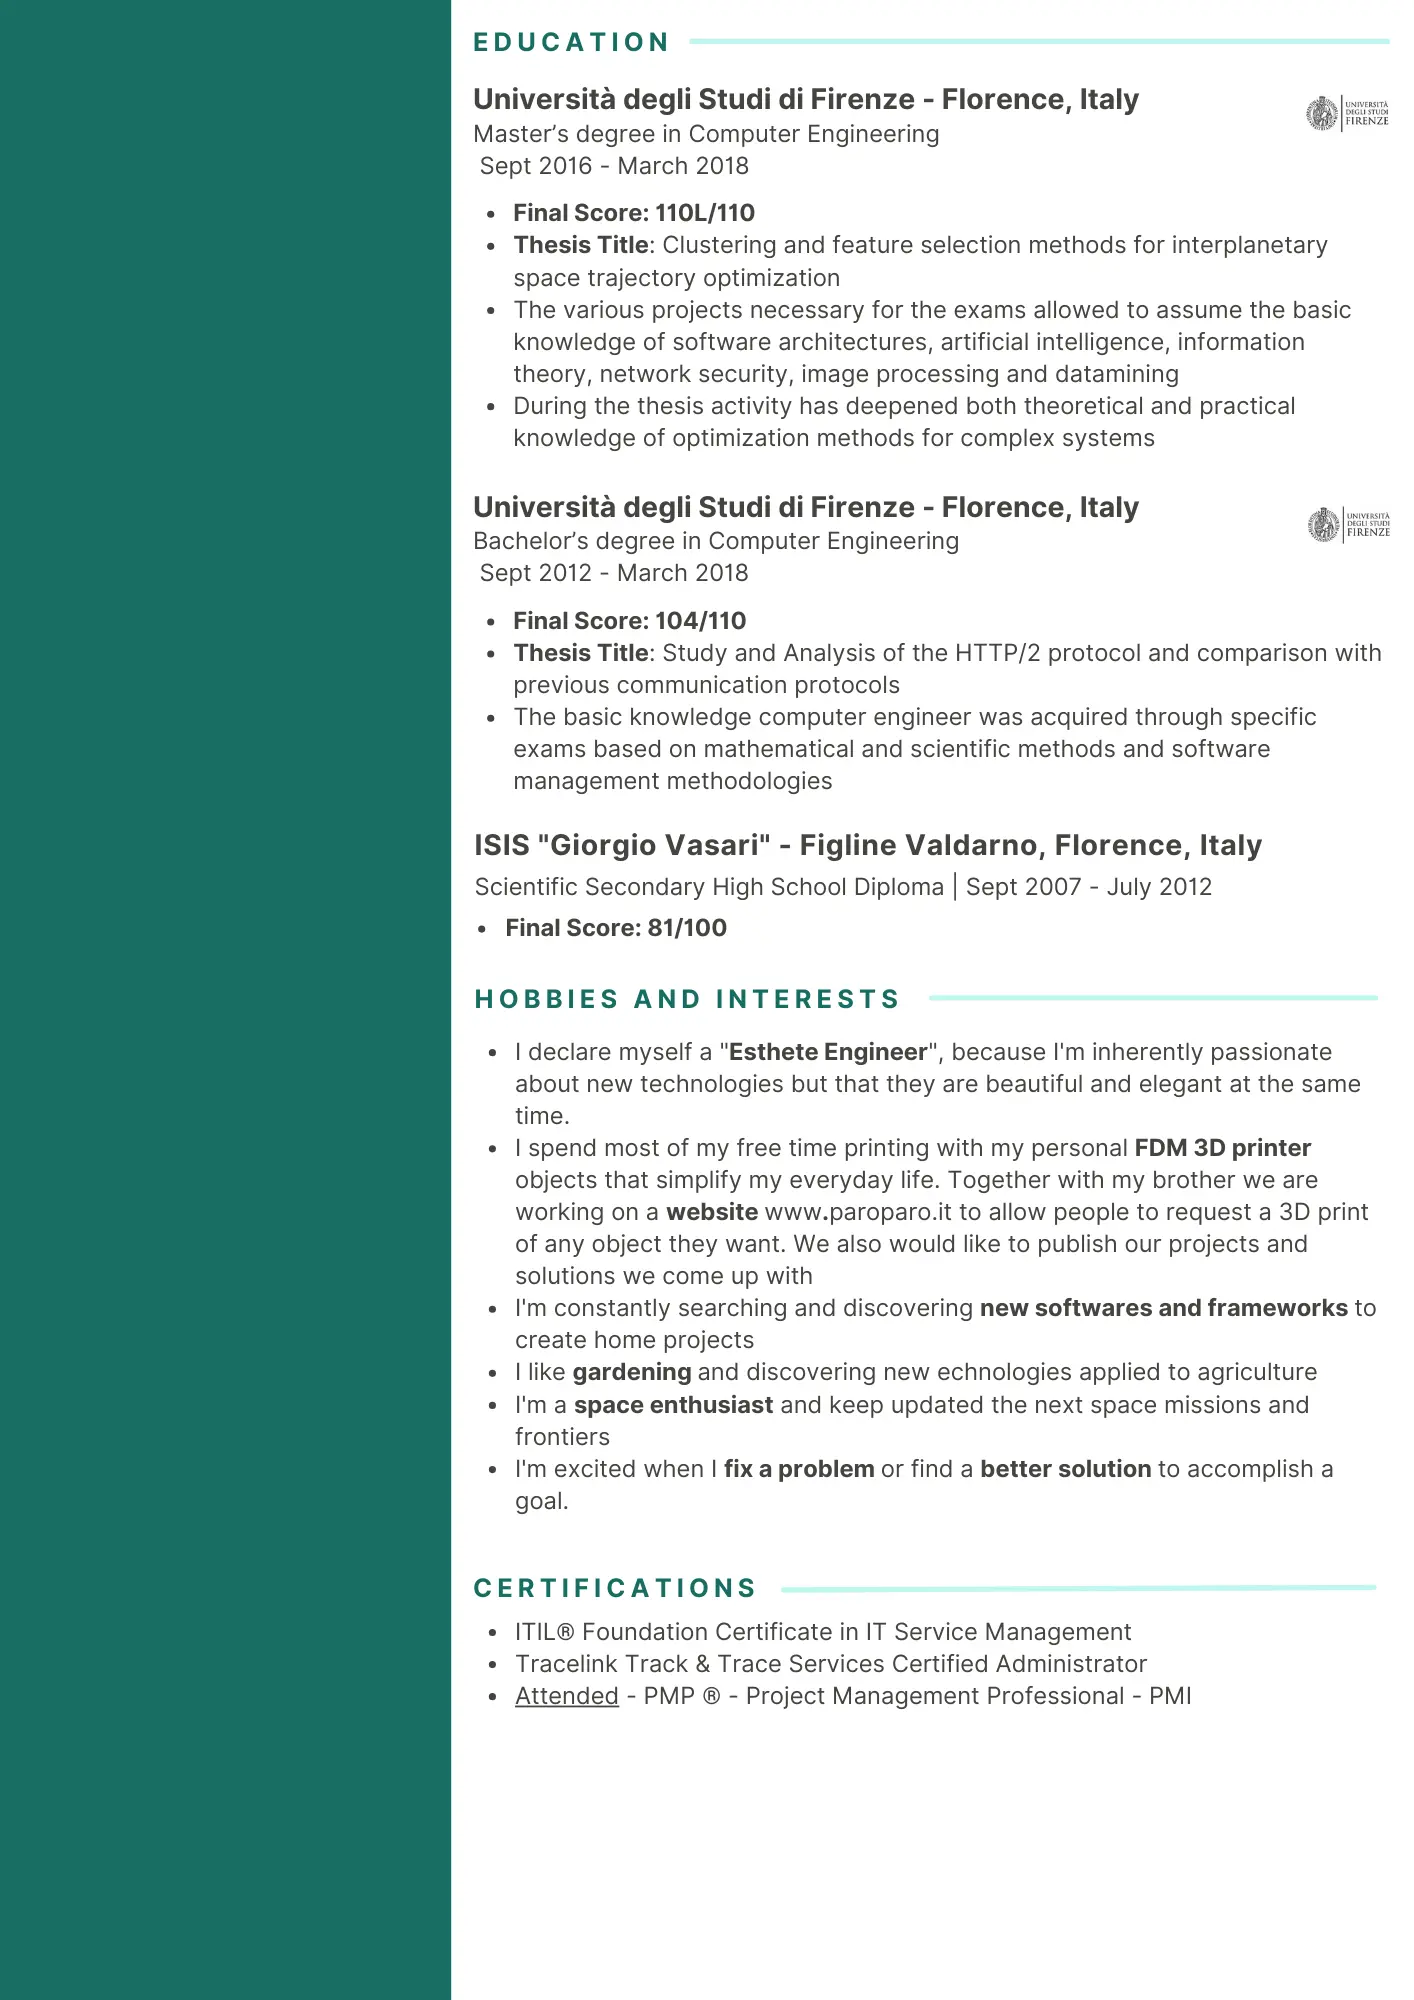 EDUCATION
Università degli Studi di Firenze - Florence, Italy
UNIVERSITÀ
DEGLI STUDI
FIRENZE
Master’s degree in Computer Engineering
Sept 2016 - March 2018
• Final Score: 110L/110
• Thesis Title: Clustering and feature selection methods for interplanetary
space trajectory optimization
• The various projects necessary for the exams allowed to assume the basic
knowledge of software architectures, artificial intelligence, information
theory, network security, image processing and datamining
• During the thesis activity has deepened both theoretical and practical
knowledge of optimization methods for complex systems
Università degli Studi di Firenze - Florence, Italy
UNIVERSITÀ
DEGLI STUDI
FIRENZE
Bachelor’s degree in Computer Engineering
Sept 2012 - March 2018
• Final Score: 104/110
• Thesis Title: Study and Analysis of the HTTP/2 protocol and comparison with
previous communication protocols
• The basic knowledge computer engineer was acquired through specific
exams based on mathematical and scientific methods and software
management methodologies
ISIS "Giorgio Vasari" - Figline Valdarno, Florence, Italy
Scientific Secondary High School Diploma | Sept 2007 - July 2012
• Final Score: 81/100
HOBBIES AND INTERESTS
• I declare myself a "Esthete Engineer", because I'm inherently passionate
about new technologies but that they are beautiful and elegant at the same
time.
• I spend most of my free time printing with my personal FDM 3D printer
objects that simplify my everyday life. Together with my brother we are
working on a website www.paroparo.it to allow people to request a 3D print
of any object they want. We also would like to publish our projects and
solutions we come up with
• I'm constantly searching and discovering new softwares and frameworks to
create home projects
• I like gardening and discovering new echnologies applied to agriculture
• I'm a space enthusiast and keep updated the next space missions and
frontiers
• I'm excited when I fix a problem or find a better solution to accomplish a
goal.
CERTIFICATIONS
• ITIL® Foundation Certificate in IT Service Management
• Tracelink Track & Trace Services Certified Administrator
• Attended - PMP ® - Project Management Professional - PMI